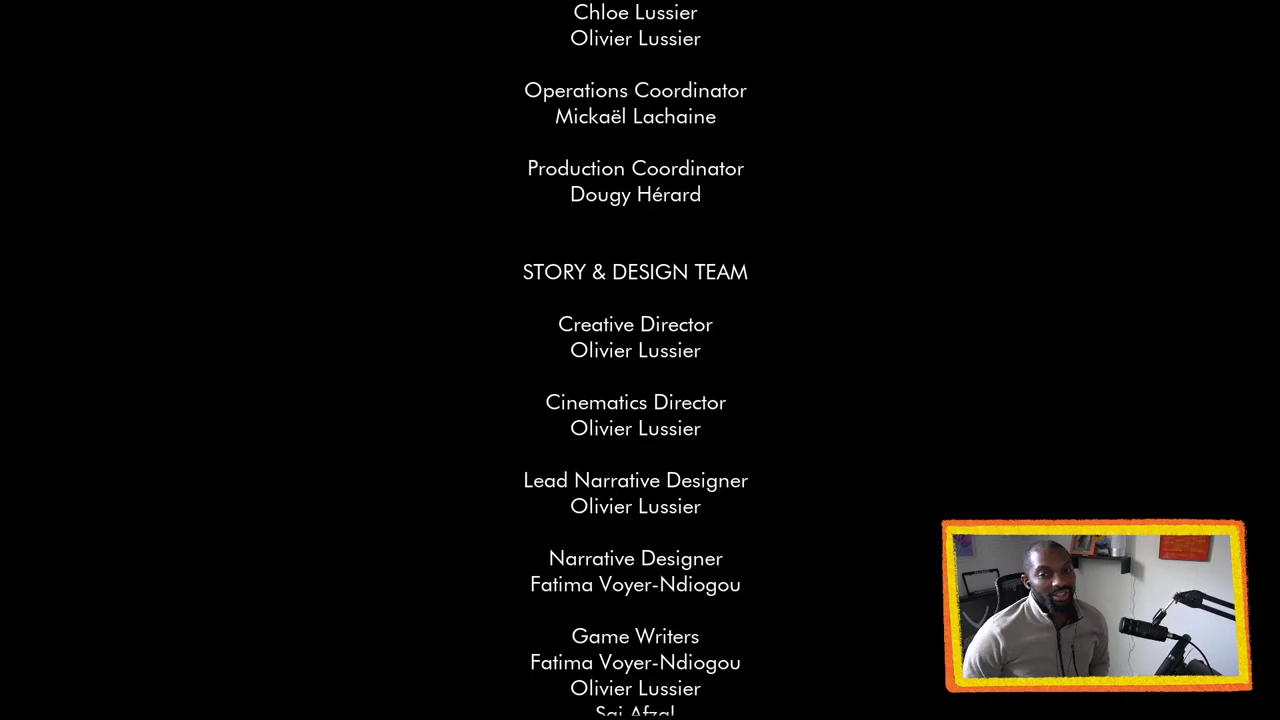 Chloe Lussier
Olivier Lussier
Operations Coordinator
Mickaël Lachaine
Production Coordinator
Dougy Hérard
STORY & DESIGN TEAM
Creative Director
Olivier Lussier
Cinematics Director
Olivier Lussier
Lead Narrative Designer
Olivier Lussier
Narrative Designer
Fatima Voyer-Ndiogou
Game Writers
Fatima Voyer-Ndiogou
Olivier Lussier